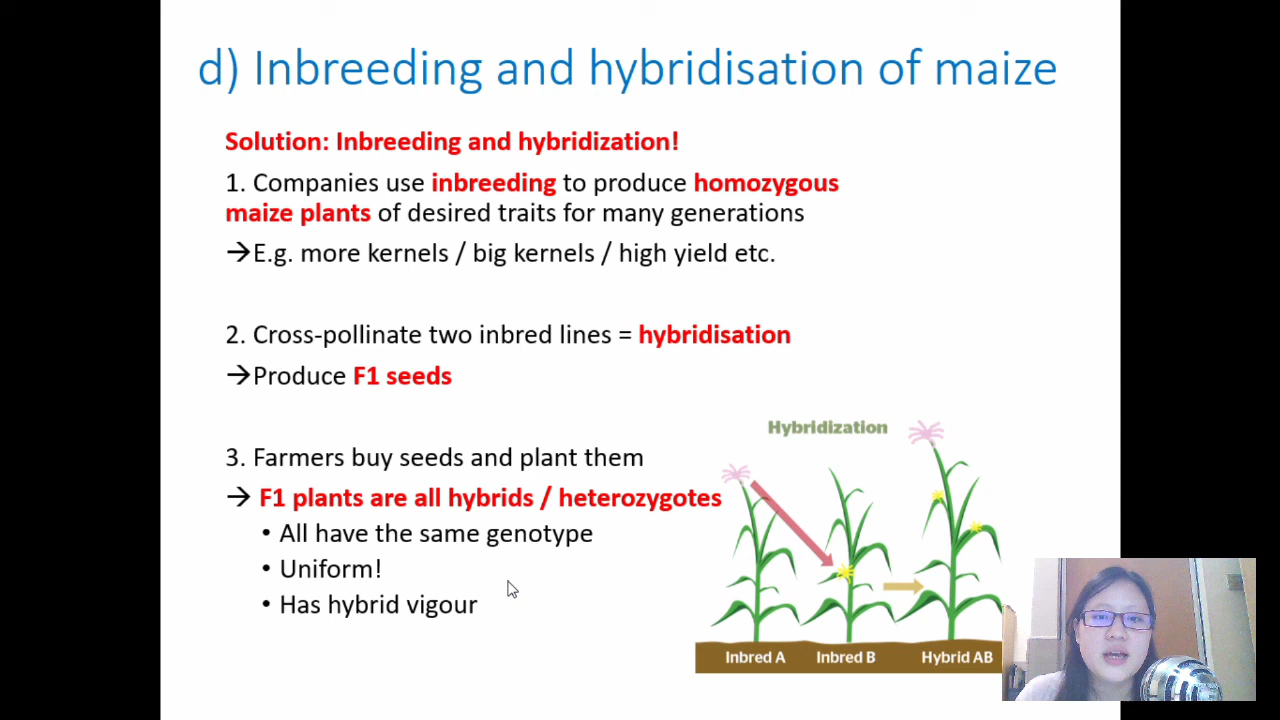 d) Inbreeding and hybridisation of maize
Solution: Inbreeding and hybridization!
1. Companies use inbreeding to produce homozygous
maize plants of desired traits for many generations
→E.g. more kernels / big kernels / high yield etc.
2. Cross-pollinate two inbred lines = hybridisation
→Produce F1 seeds
3. Farmers buy seeds and plant them
→ F1 plants are all hybrids / heterozygotes
• All have the same genotype
• Uniform!
• Has hybrid vigour
Hybridization
Inbred A Inbred B Hybrid AB